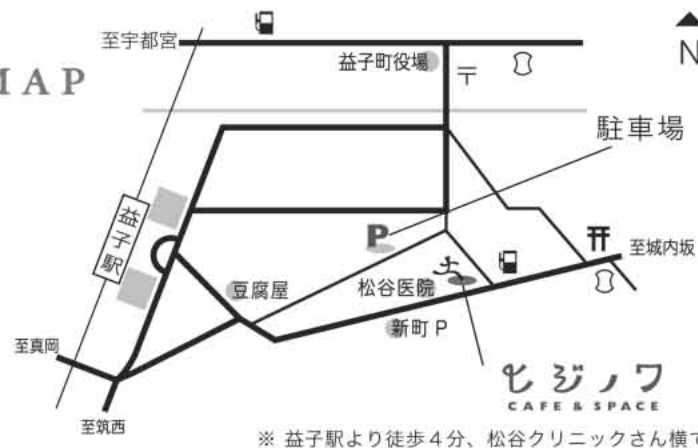 至宇都宮
MAP
益子町役場
〒
N
駐車場
益子駅
P
豆腐屋
松谷医院
至城内坂
新町 P
至真岡
至筑西
ヒジノワ
CAFE & SPACE
※ 益子駅より徒歩4分、松谷クリニックさん横